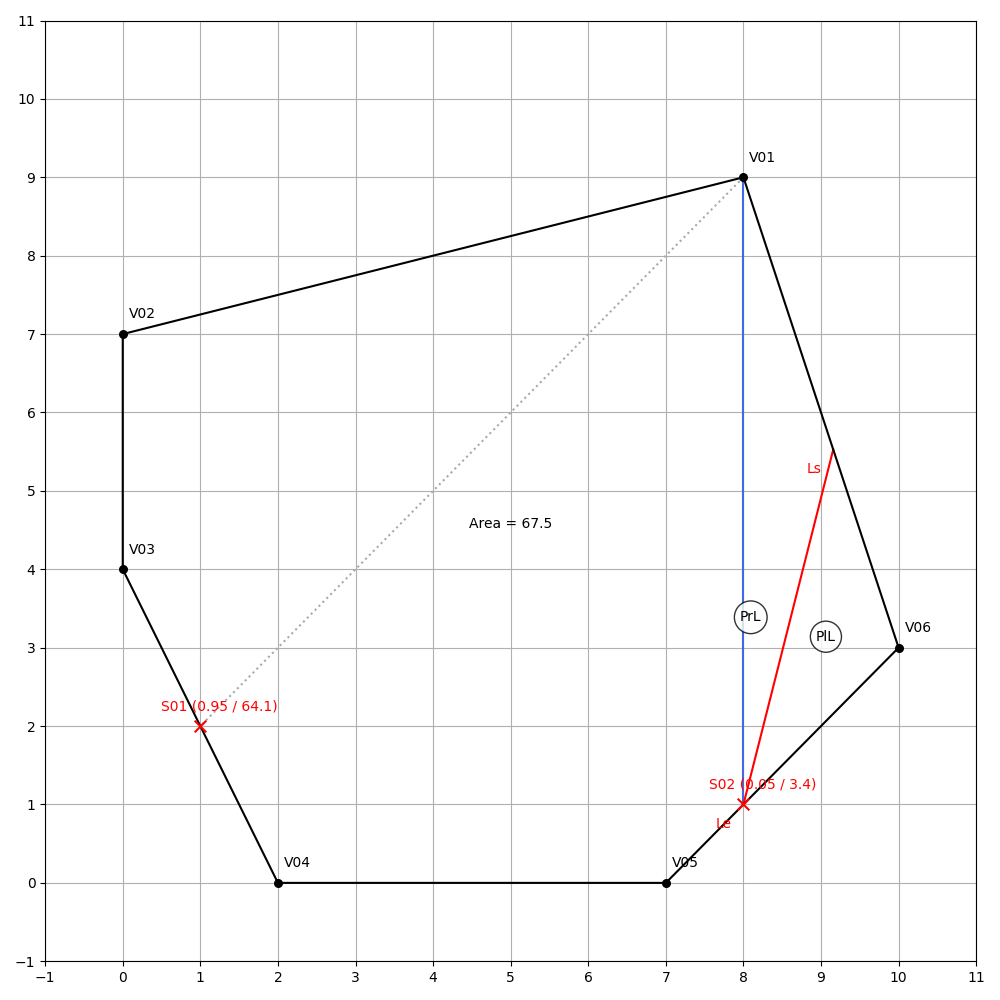 11
10
9
8
7
6
5
4
3
2
1
0
−1
V01
V02
Ls
Area = 67.5
V03
PrL
PlL
V06
S01 (0.95 / 64.1)
S02 (0.05 / 3.4)
Le
V04
V05
−1 0 1 2 3 4 5 6 7 8 9 10 11